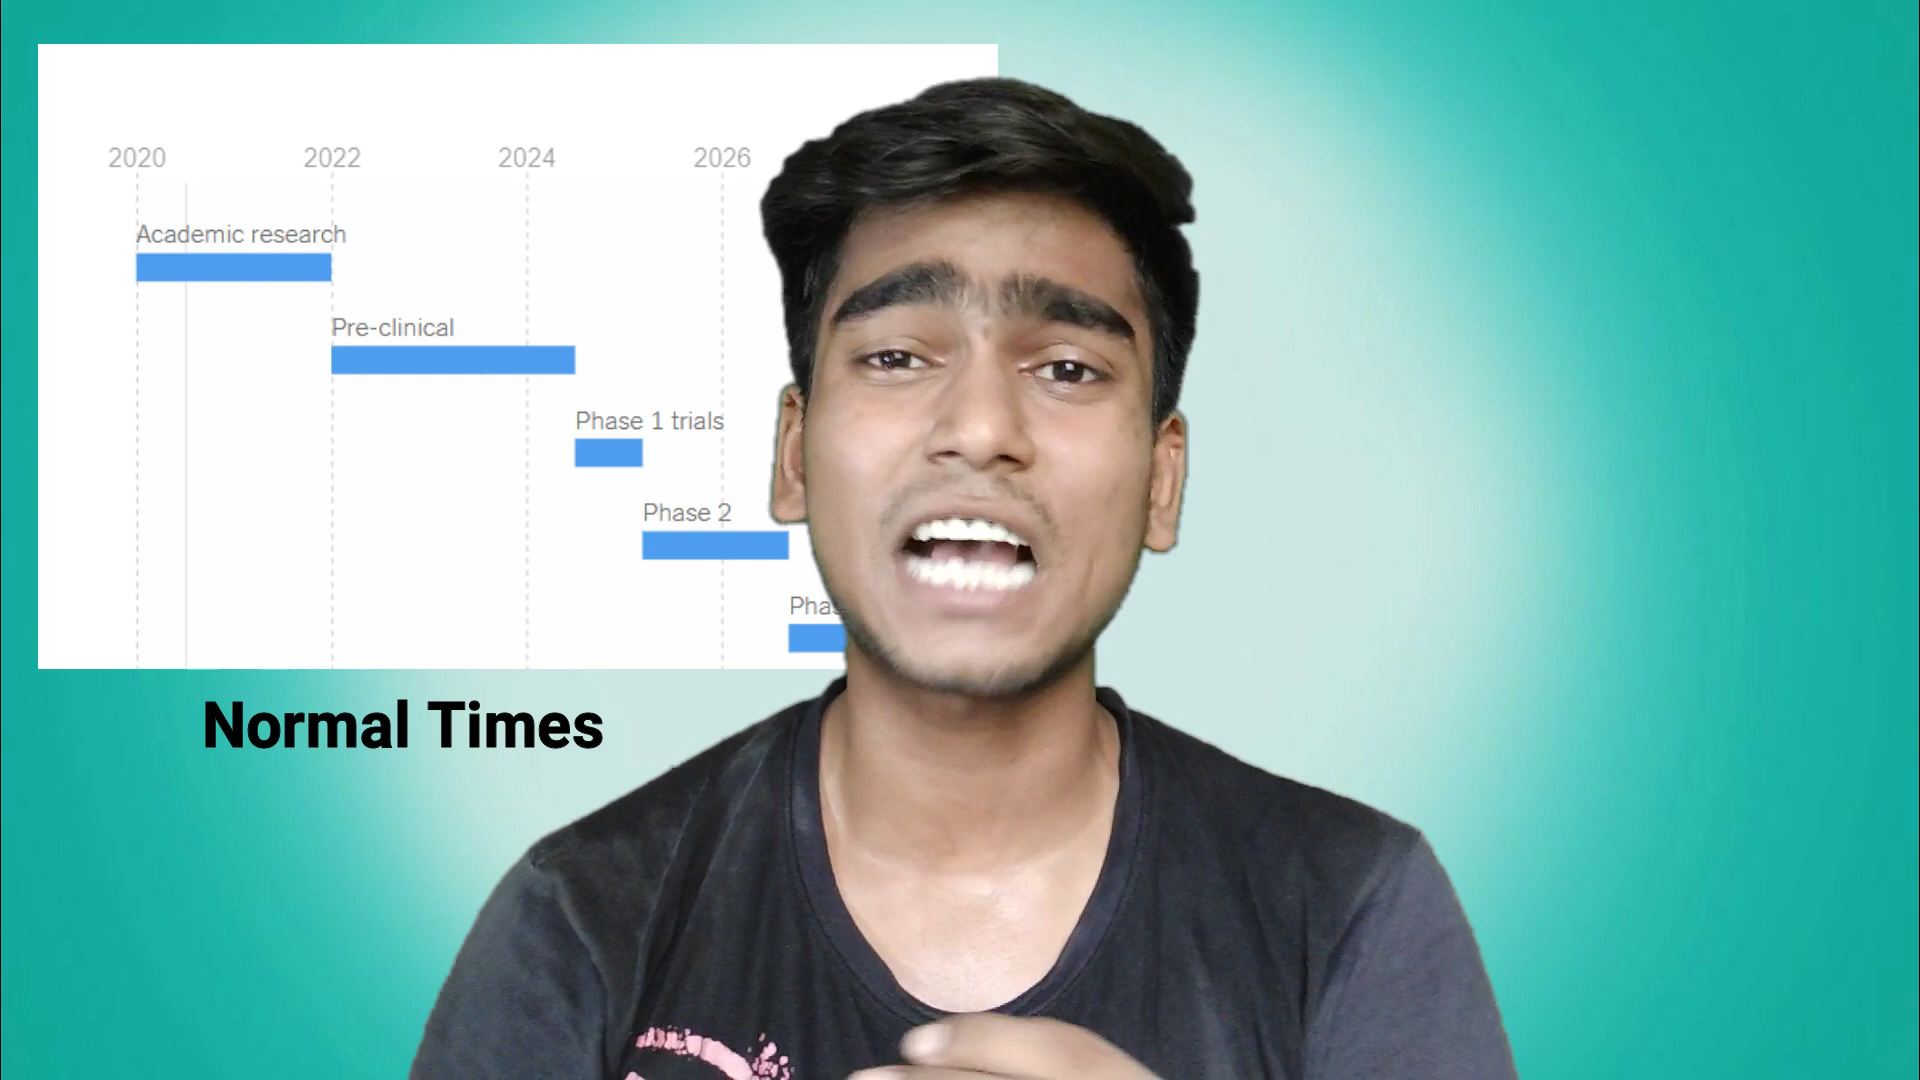 2020 2022 2024 2026
Academic research
Pre-clinical
Phase 1 trials
Phase 2
Normal Times